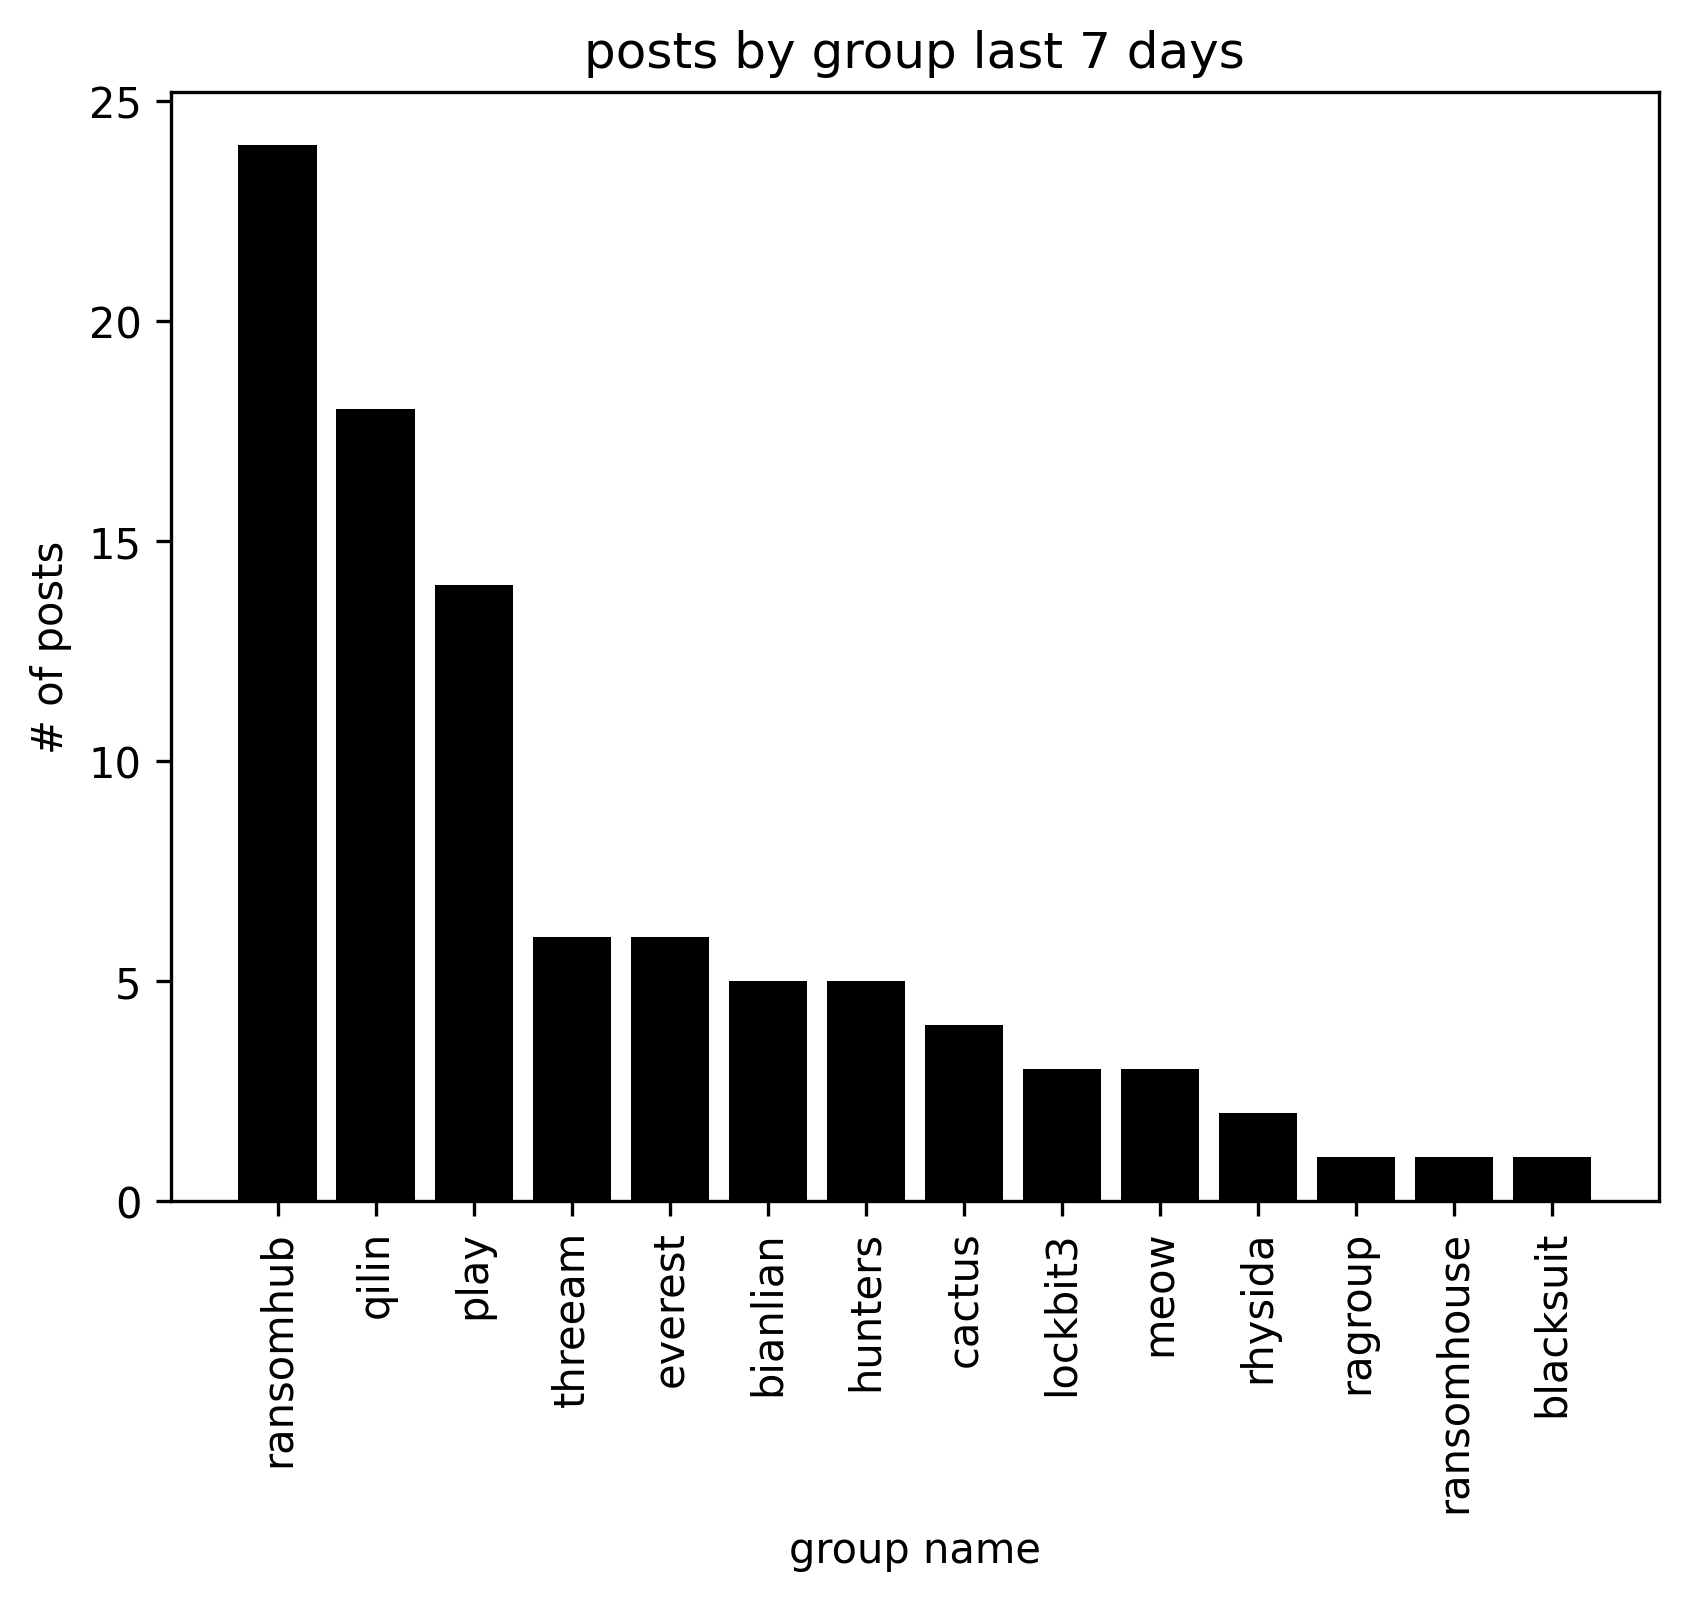 posts by group last 7 days
# of posts
25
20
15
10
5
0
ransomhub
qilin
play
threeam
everest
bianlian
hunters
cactus
lockbit3
meow
rhysida
ragroup
ransomhouse
blacksuit
group name